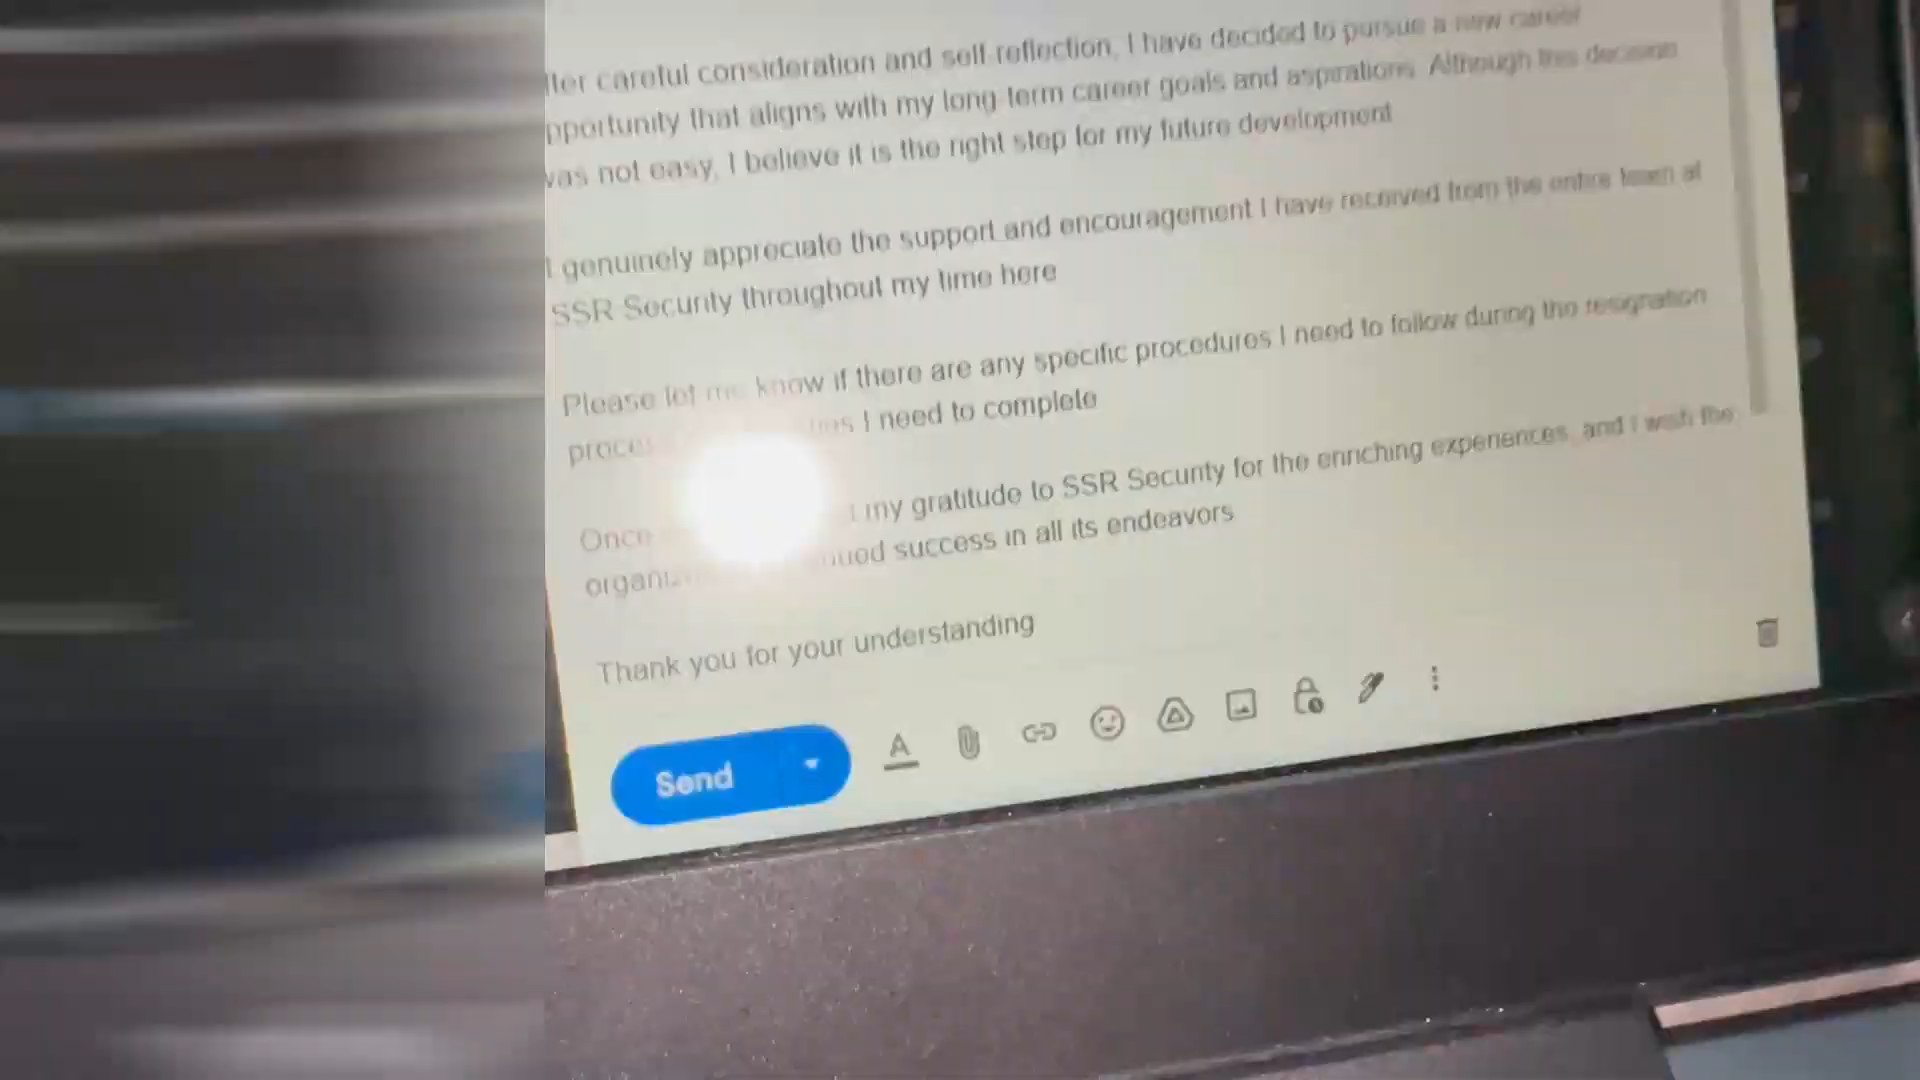 fter careful consideration and self-reflection, I have decided to pursue a new career
pportunity that aligns with my long-term career goals and aspirations. Although this decision
was not easy, I believe it is the right step for my future development
I genuinely appreciate the support and encouragement I have received from the entire team at
SSR Security throughout my time here
Please let me know if there are any specific procedures I need to follow during the resignation
I need to complete
Once my gratitude to SSR Security for the enriching experiences, and I wish the
success in all its endeavors
Thank you for your understanding
Send
A